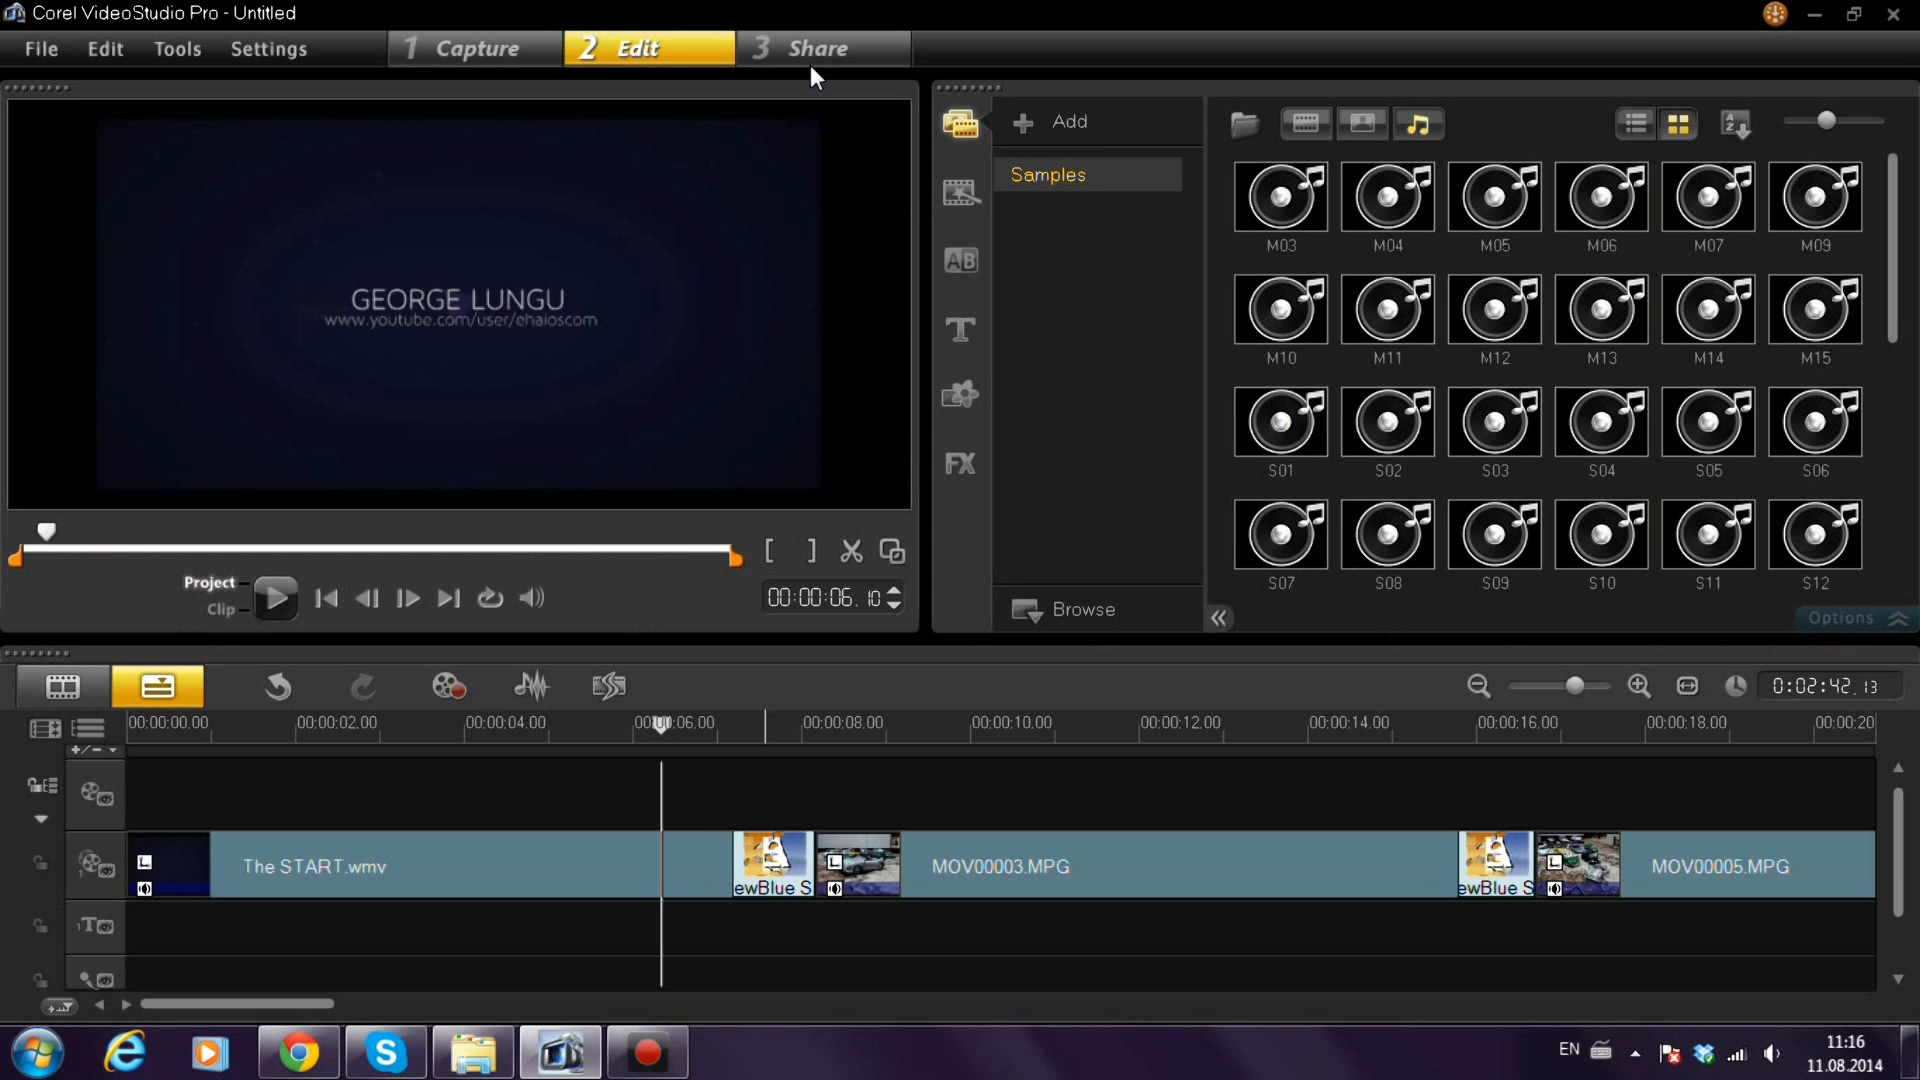 Corel VideoStudio Pro - Untitled
File Edit Tools Settings 1 Capture 2 Edit 3 Share
GEORGE LUNGU
www.youtube.com/user/ehaioscom
Project
Clip
00:00:06. 10
Add
Samples
Browse
M03 M04 M05 M06 M07 M09
M10 M11 M12 M13 M14 M15
S01 S02 S03 S04 S05 S06
S07 S08 S09 S10 S11 S12
Options
0:02:42. 13
00:00:00.00 00:00:02.00 00:00:04.00 00:00:06.00 00:00:08.00 00:00:10.00 00:00:12.00 00:00:14.00 00:00:16.00 00:00:18.00 00:00:20
The START.wmv ewBlue S MOV00003.MPG ewBlue S MOV00005.MPG
EN
11:16
11.08.2014